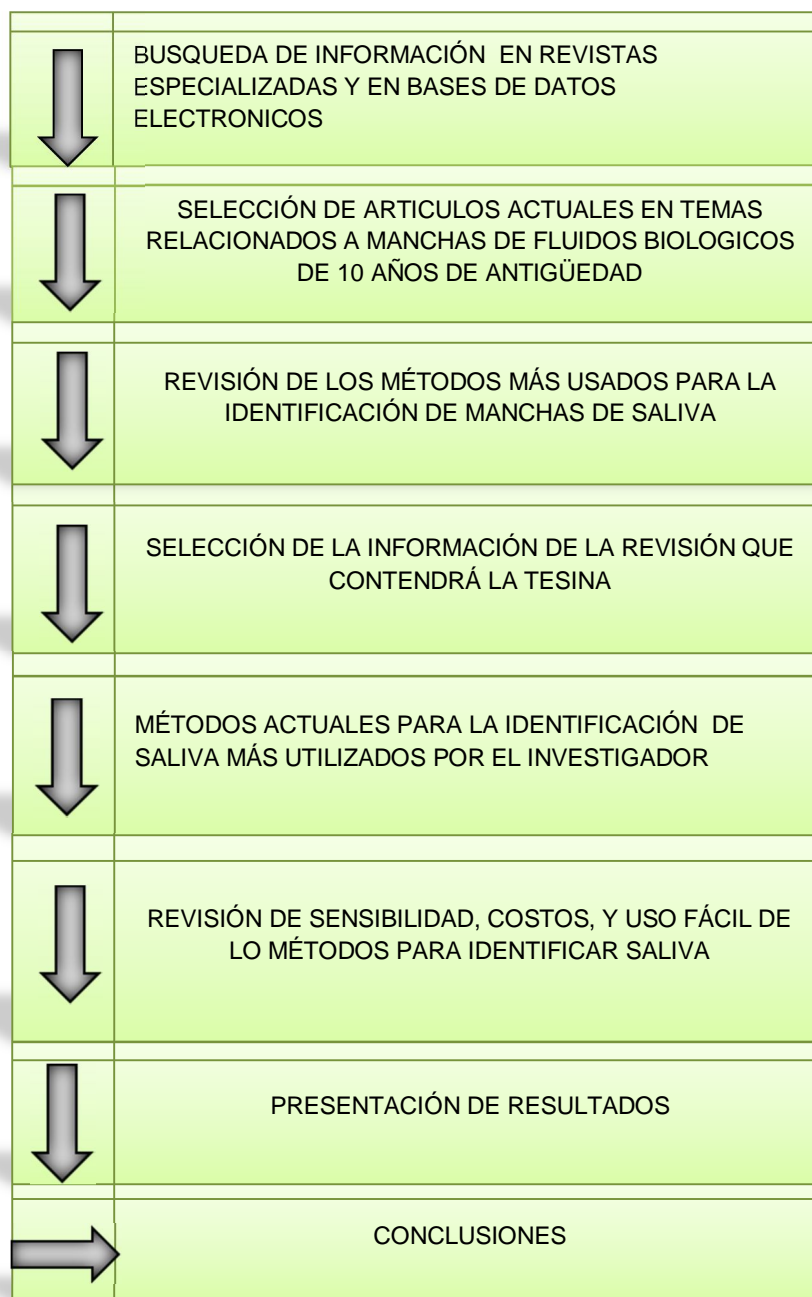 BUSQUEDA DE INFORMACIÓN EN REVISTAS
ESPECIALIZADAS Y EN BASES DE DATOS
ELECTRONICOS
SELECCIÓN DE ARTICULOS ACTUALES EN TEMAS
RELACIONADOS A MANCHAS DE FLUIDOS BIOLOGICOS
DE 10 AÑOS DE ANTIGÜEDAD
REVISIÓN DE LOS MÉTODOS MÁS USADOS PARA LA
IDENTIFICACIÓN DE MANCHAS DE SALIVA
SELECCIÓN DE LA INFORMACIÓN DE LA REVISIÓN QUE
CONTENDRÁ LA TESINA
MÉTODOS ACTUALES PARA LA IDENTIFICACIÓN DE
SALIVA MÁS UTILIZADOS POR EL INVESTIGADOR
REVISIÓN DE SENSIBILIDAD, COSTOS, Y USO FÁCIL DE
LO MÉTODOS PARA IDENTIFICAR SALIVA
PRESENTACIÓN DE RESULTADOS
CONCLUSIONES